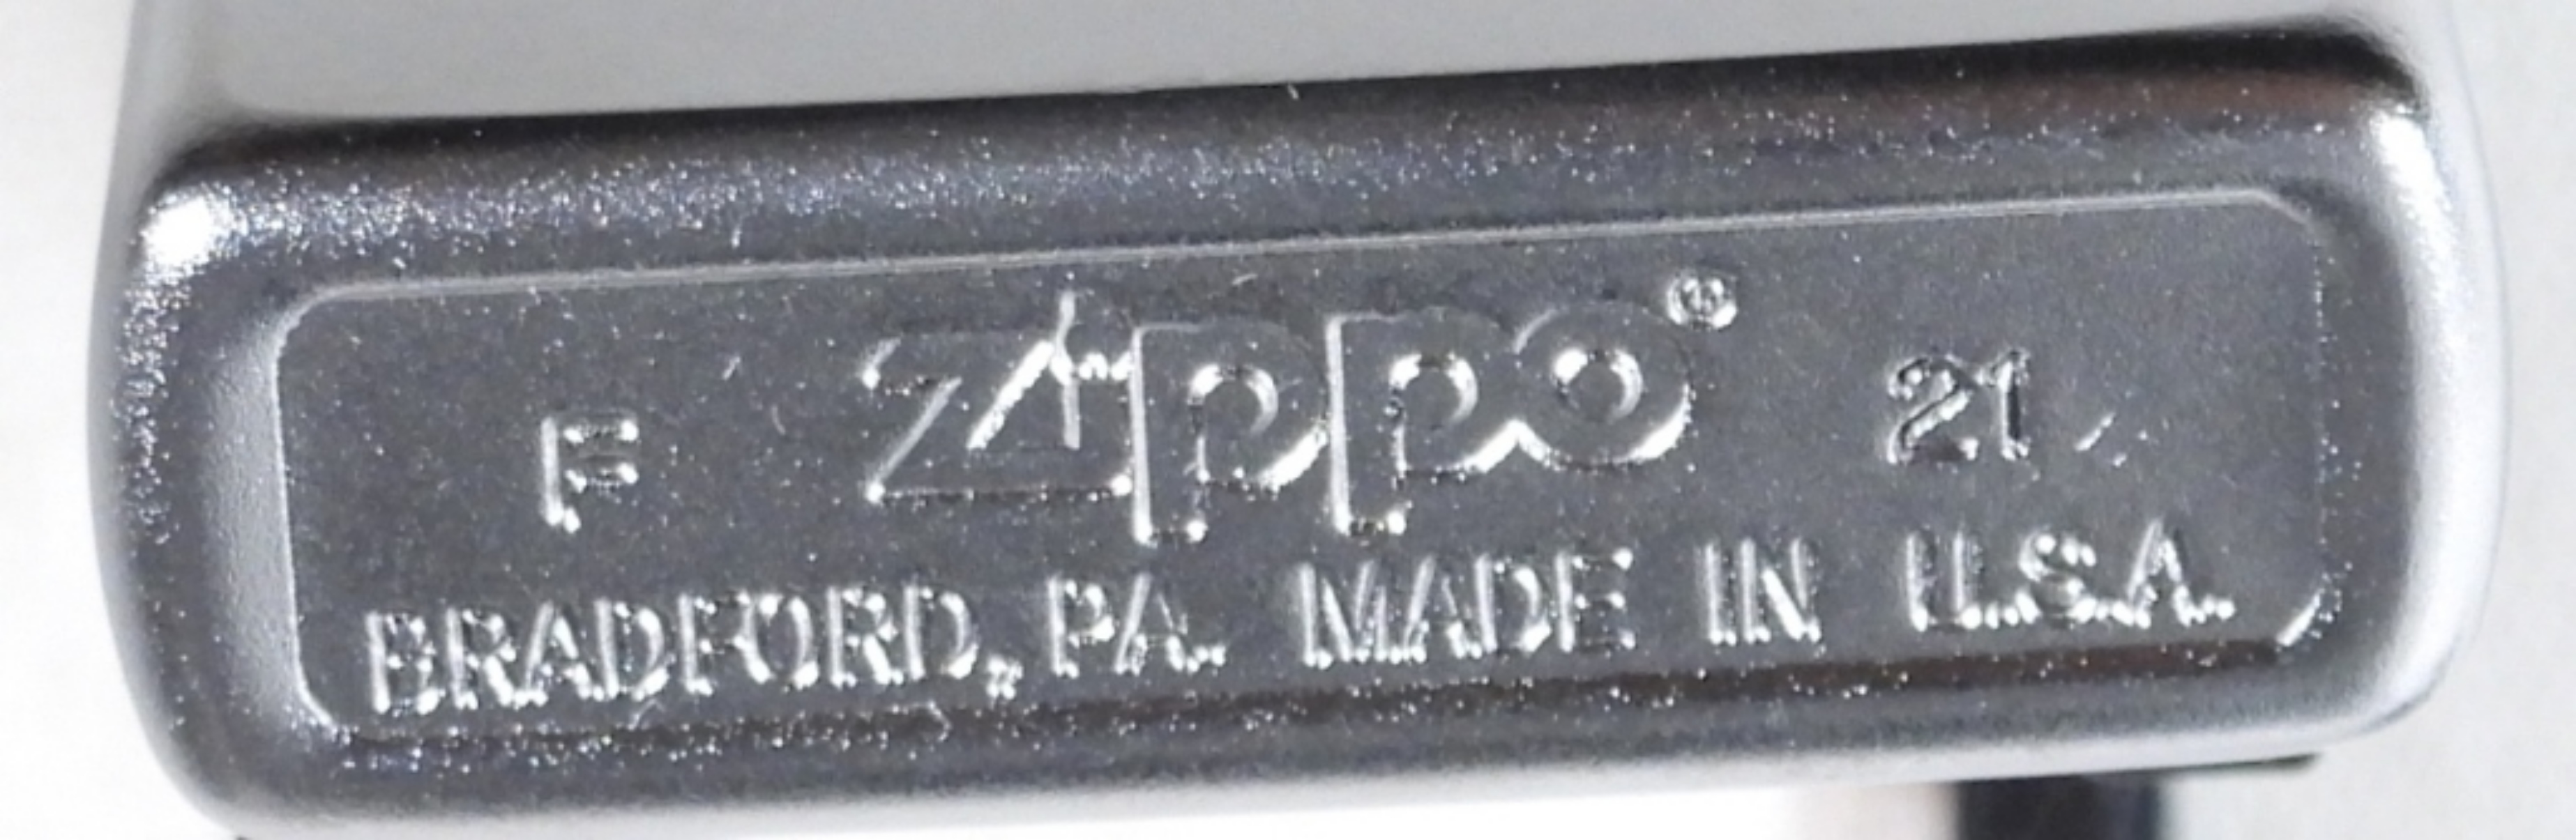 F Zippo® 21
BRADFORD, PA. MADE IN U.S.A.